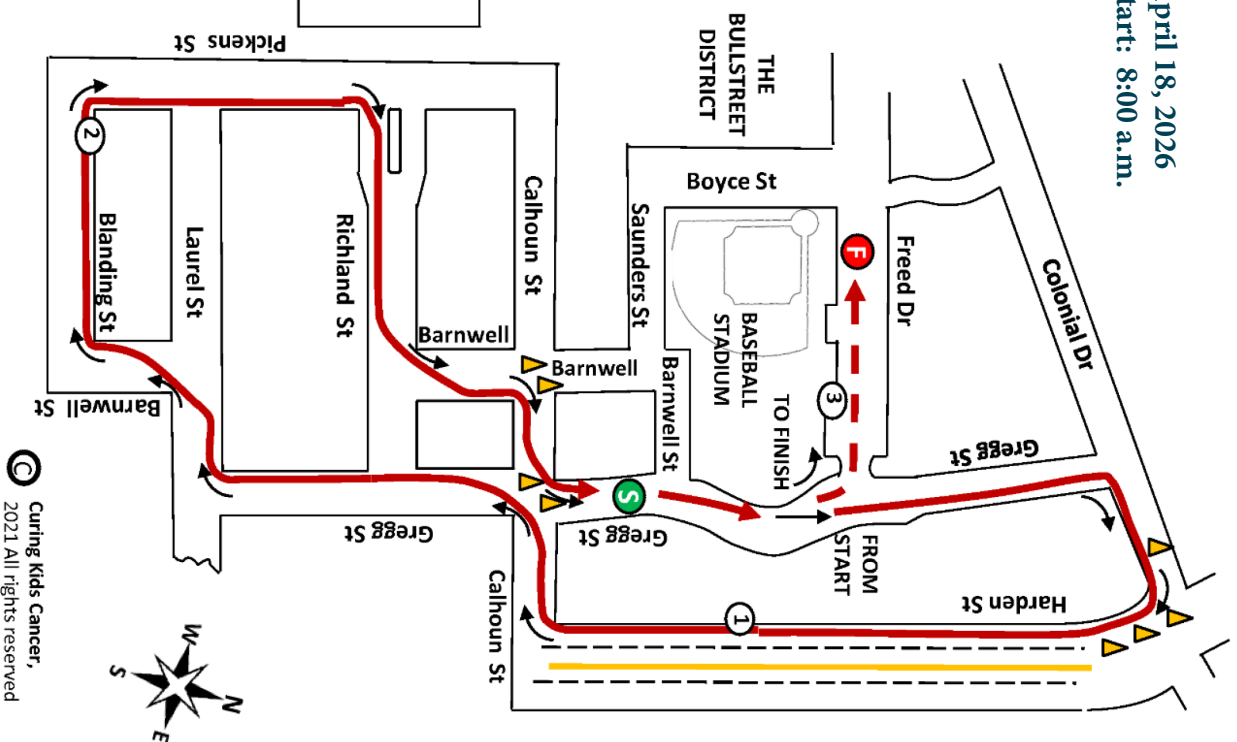 pril 18, 2026
tart: 8:00 a.m.
Pickens St
THE
BULLSTREET
DISTRICT
Boyce St
Calhoun St
Saunders St
Freed Dr
Colonial Dr
F
2
Blanding St
Laurel St
Richland St
BASEBALL
STADIUM
Barnwell
Barnwell
Barnwell St
Barnwell St
3
TO FINISH
Gregg St
S
Gregg St
Gregg St
FROM
START
Harden St
1
Calhoun St
C
Curing Kids Cancer,
2021 All rights reserved
W
S
N
E